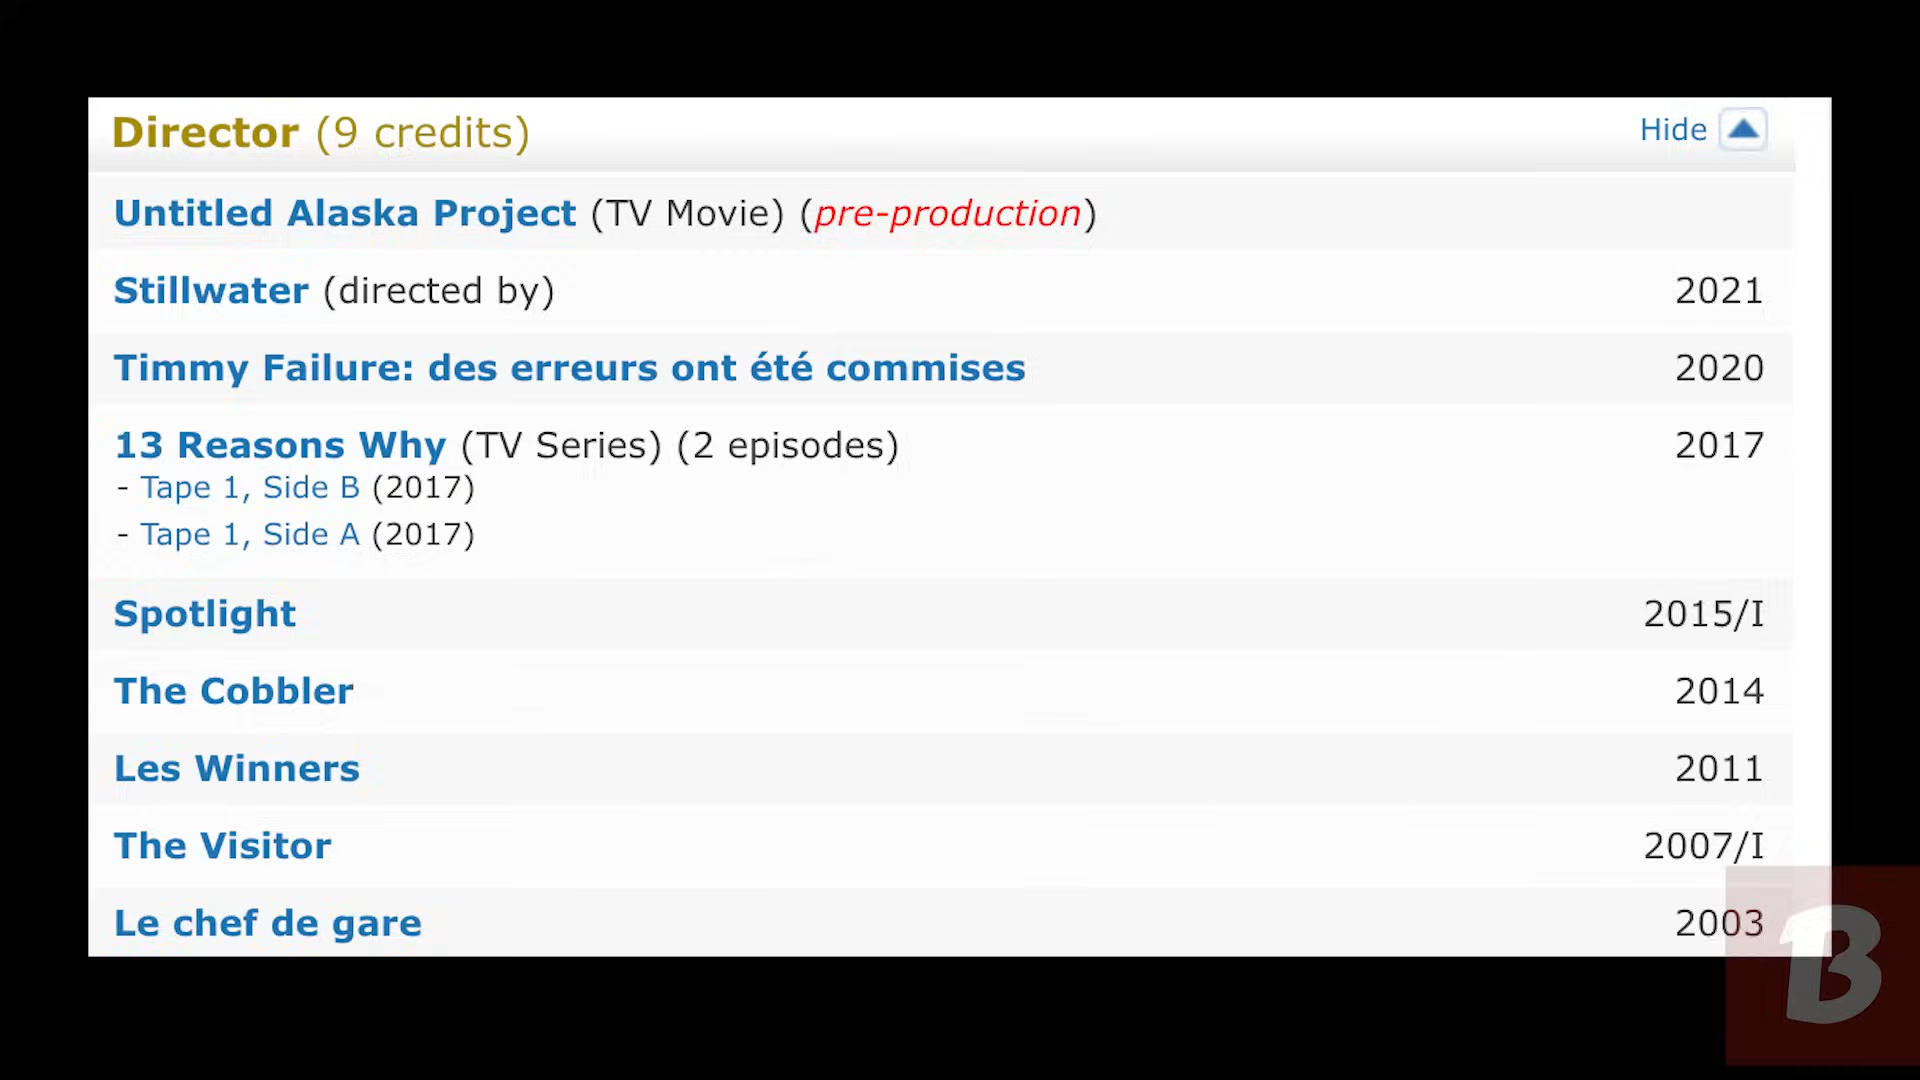 Director (9 credits) Hide
Untitled Alaska Project (TV Movie) (pre-production)
Stillwater (directed by) 2021
Timmy Failure: des erreurs ont été commises 2020
13 Reasons Why (TV Series) (2 episodes) 2017
- Tape 1, Side B (2017)
- Tape 1, Side A (2017)
Spotlight 2015/I
The Cobbler 2014
Les Winners 2011
The Visitor 2007/I
Le chef de gare 2003
B